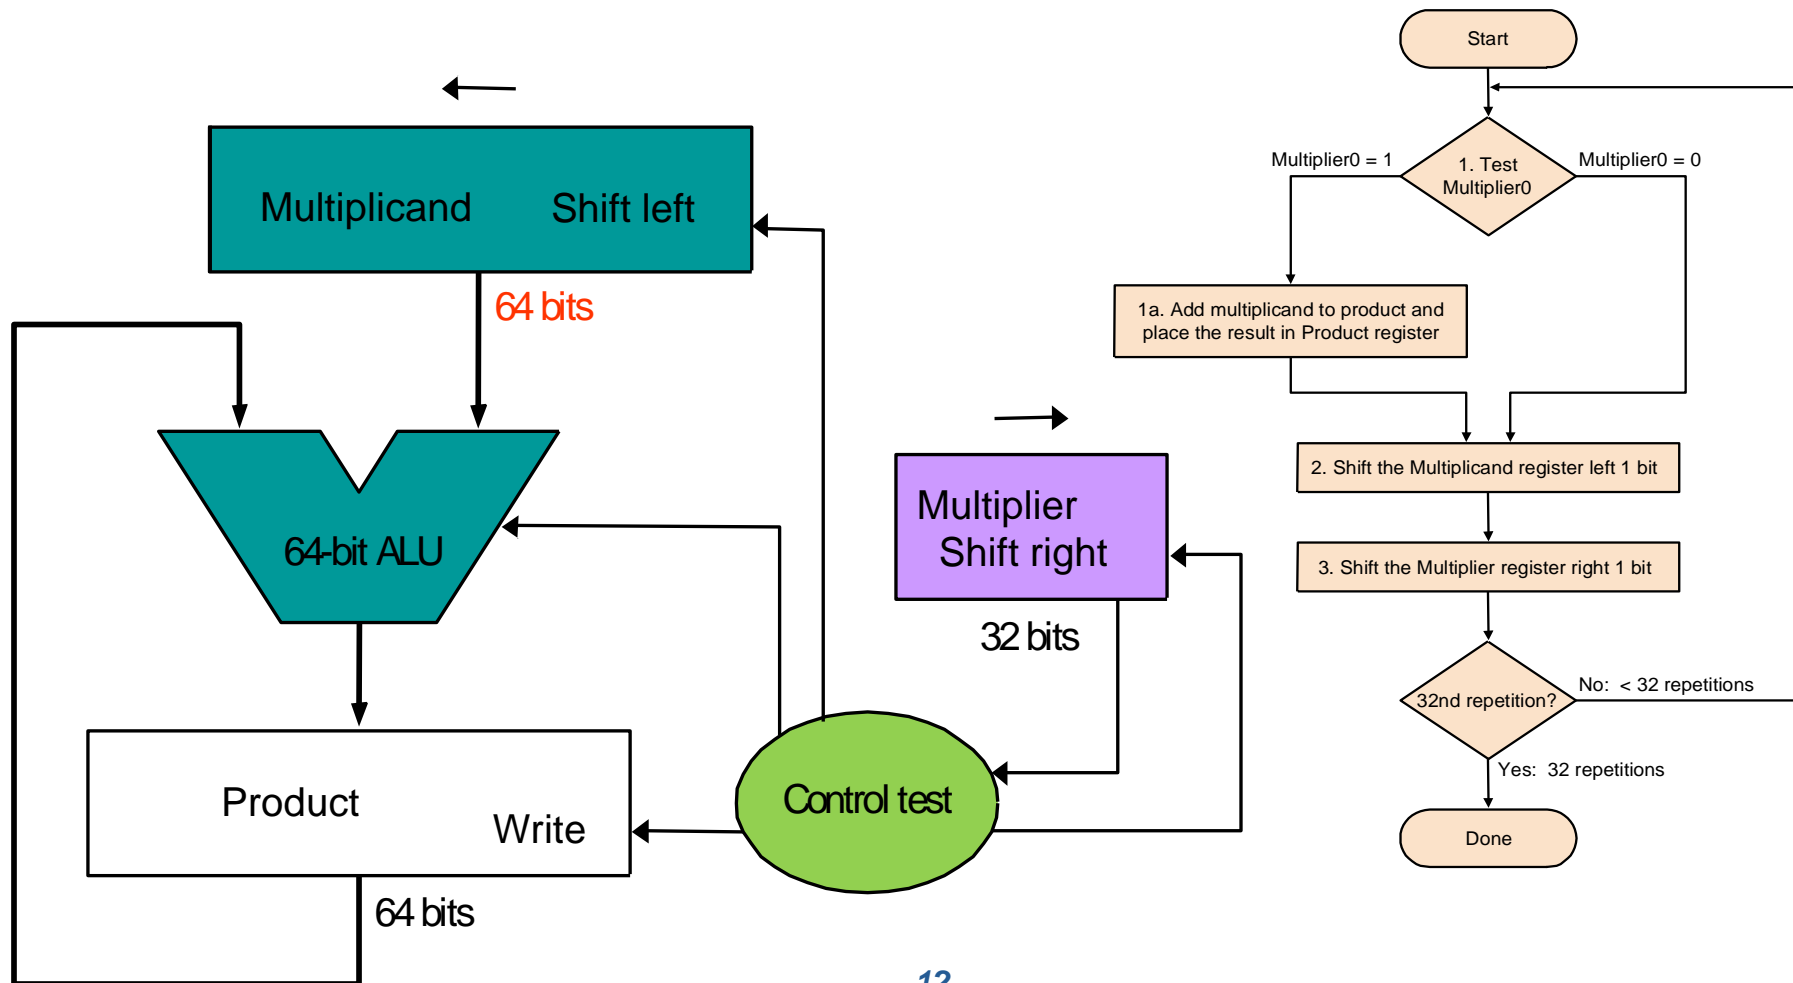 Multiplicand Shift left
64 bits
64-bit ALU
Multiplier
Shift right
32 bits
Control test
Product
Write
64 bits
Start
Multiplier0 = 1
1. Test
Multiplier0
Multiplier0 = 0
1a. Add multiplicand to product and
place the result in Product register
2. Shift the Multiplicand register left 1 bit
3. Shift the Multiplier register right 1 bit
32nd repetition?
No: < 32 repetitions
Yes: 32 repetitions
Done
12